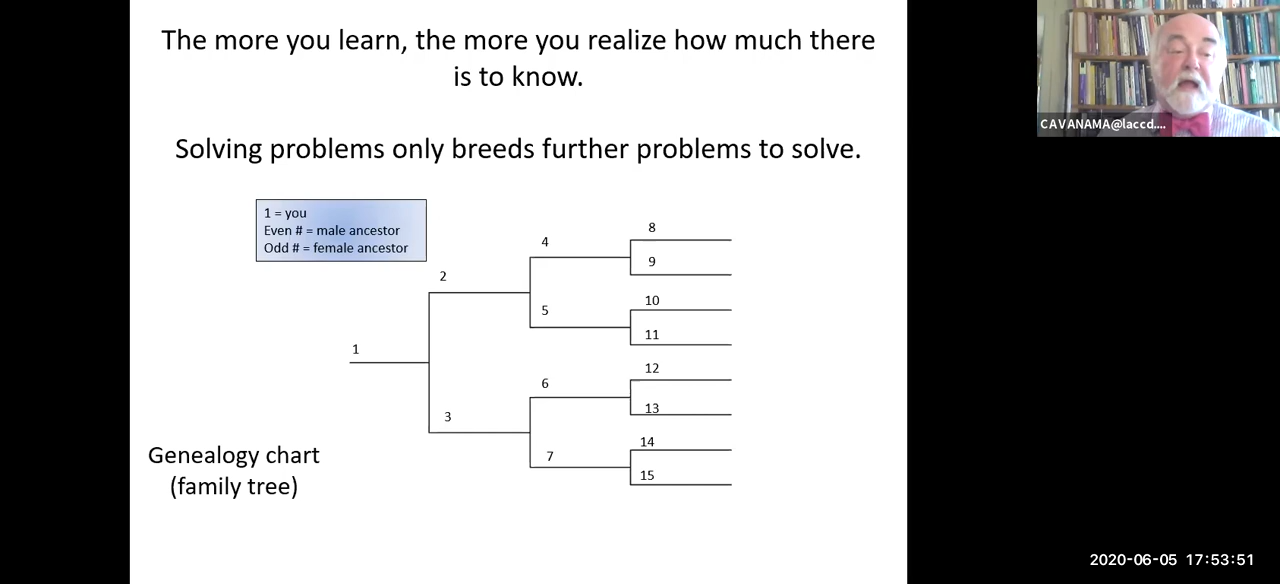 The more you learn, the more you realize how much there
is to know.
Solving problems only breeds further problems to solve.
1 = you
Even # = male ancestor
Odd # = female ancestor
1
2
3
4
5
6
7
8
9
10
11
12
13
14
15
Genealogy chart
(family tree)
CAVANAMA@laccd....
2020-06-05 17:53:51